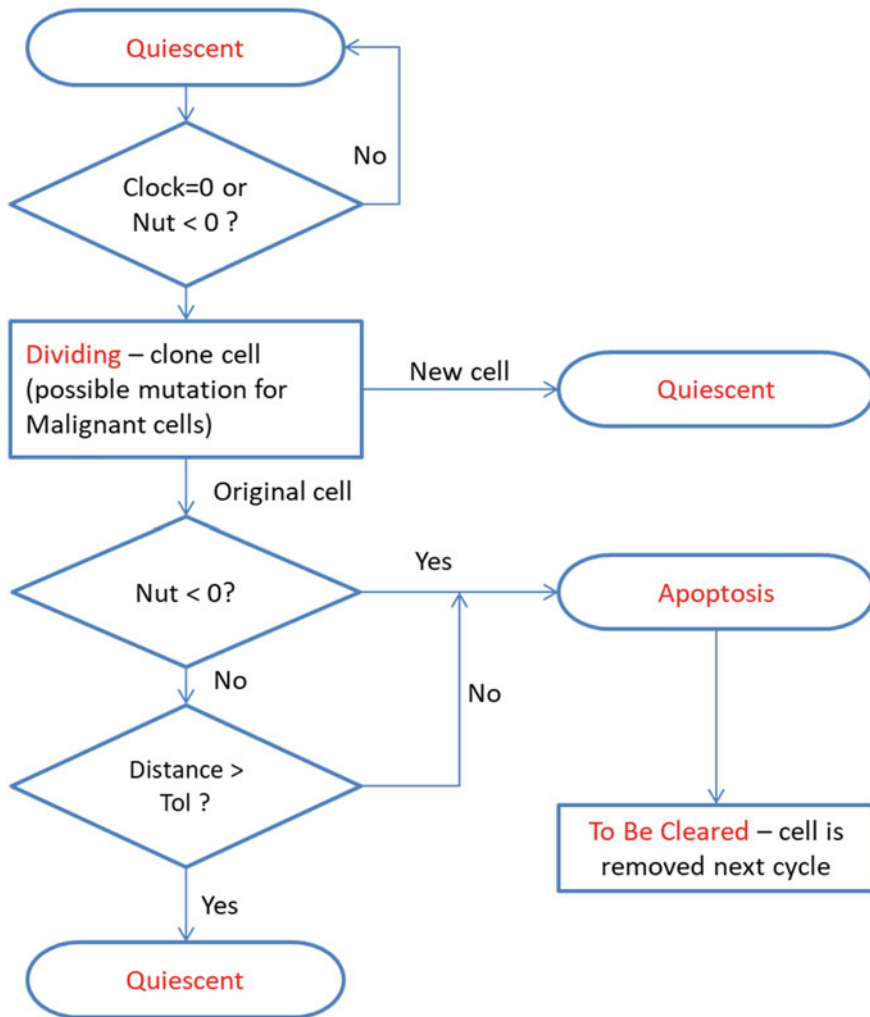 Quiescent
No
Clock=0 or
Nut < 0 ?
Dividing – clone cell
(possible mutation for
Malignant cells)
New cell
Quiescent
Original cell
Nut < 0?
Yes
Apoptosis
No
No
Distance >
Tol ?
To Be Cleared – cell is
removed next cycle
Yes
Quiescent